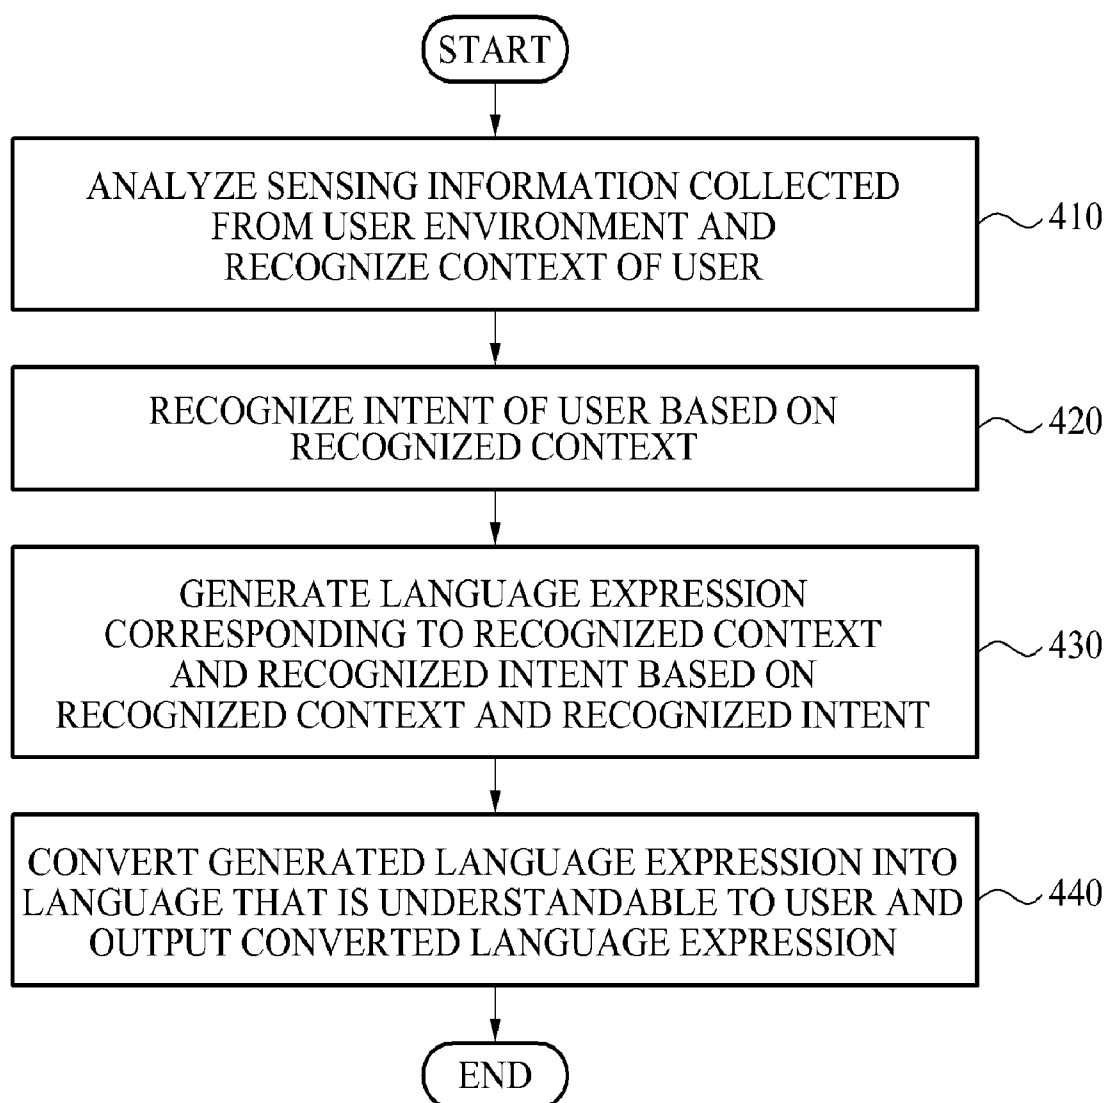 START
ANALYZE SENSING INFORMATION COLLECTED
FROM USER ENVIRONMENT AND
RECOGNIZE CONTEXT OF USER
410
RECOGNIZE INTENT OF USER BASED ON
RECOGNIZED CONTEXT
420
GENERATE LANGUAGE EXPRESSION
CORRESPONDING TO RECOGNIZED CONTEXT
AND RECOGNIZED INTENT BASED ON
RECOGNIZED CONTEXT AND RECOGNIZED INTENT
430
CONVERT GENERATED LANGUAGE EXPRESSION INTO
LANGUAGE THAT IS UNDERSTANDABLE TO USER AND
OUTPUT CONVERTED LANGUAGE EXPRESSION
440
END